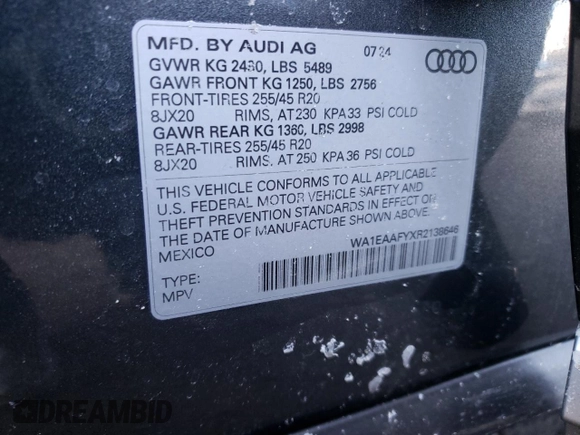 MFD. BY AUDI AG 07 24
GVWR KG 2480, LBS 5489
GAWR FRONT KG 1250, LBS 2756
FRONT-TIRES 255/45 R20
8JX20 RIMS, AT 230 KPA 33 PSI COLD
GAWR REAR KG 1360, LBS 2998
REAR-TIRES 255/45 R20
8JX20 RIMS. AT 250 KPA 36 PSI COLD
THIS VEHICLE CONFORMS TO ALL APPLICABLE
U.S. FEDERAL MOTOR VEHICLE SAFETY AND
THEFT PREVENTION STANDARDS IN EFFECT ON
THE DATE OF MANUFACTURE SHOWN ABOVE.
MEXICO
WA1EAAFYXR2138646
TYPE:
MPV
DREAMBID